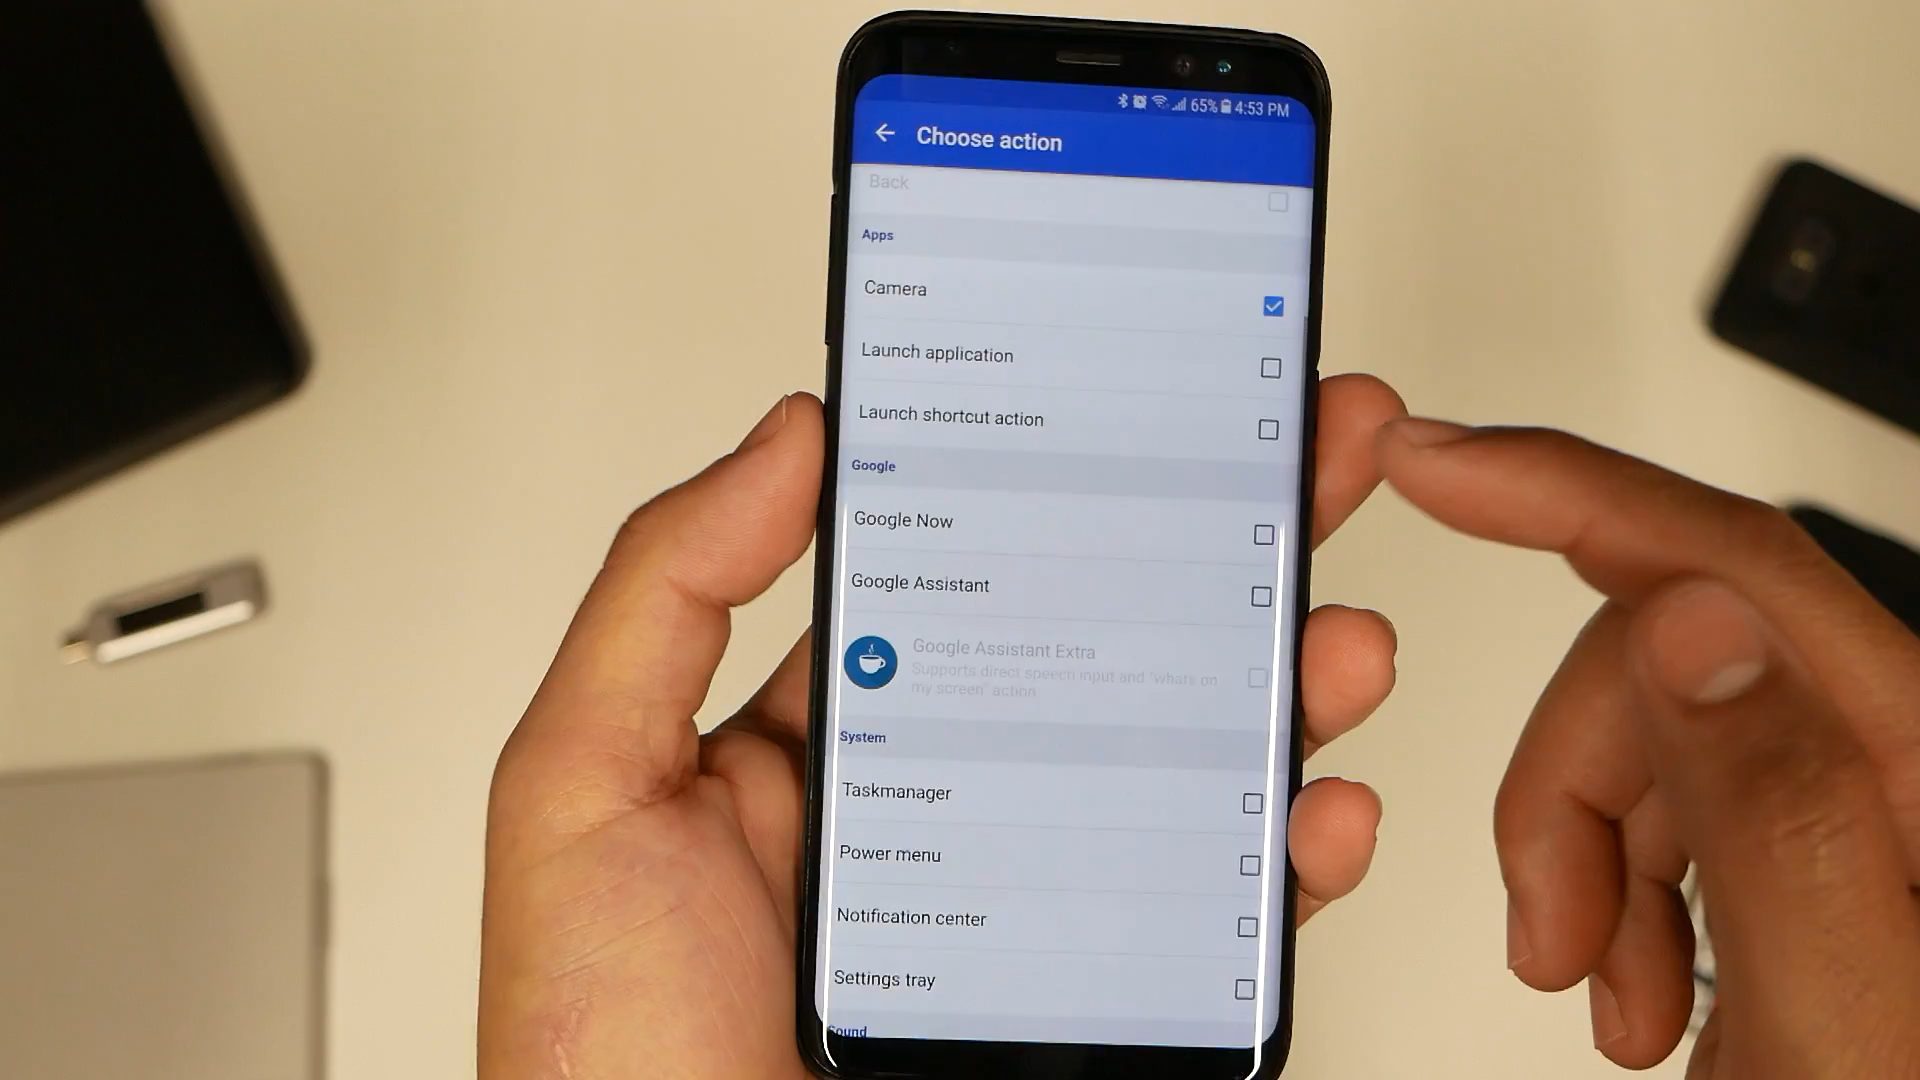 65% 4:53 PM
Choose action
Back
Apps
Camera
Launch application
Launch shortcut action
Google
Google Now
Google Assistant
Google Assistant Extra
Supports direct speech input and "whats on
my screen" action
System
Taskmanager
Power menu
Notification center
Settings tray
Sound